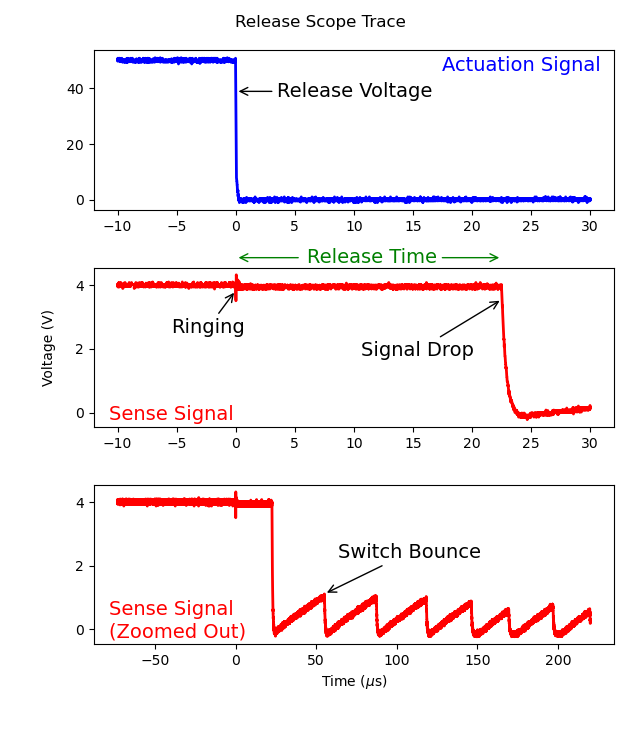 Release Scope Trace
Actuation Signal
Release Voltage
40
20
0
−10 −5 0 5 10 15 20 25 30
Release Time
4
2
0
Ringing
Signal Drop
Sense Signal
Voltage (V)
−10 −5 0 5 10 15 20 25 30
4
2
0
Switch Bounce
Sense Signal
(Zoomed Out)
−50 0 50 100 150 200
Time (μs)